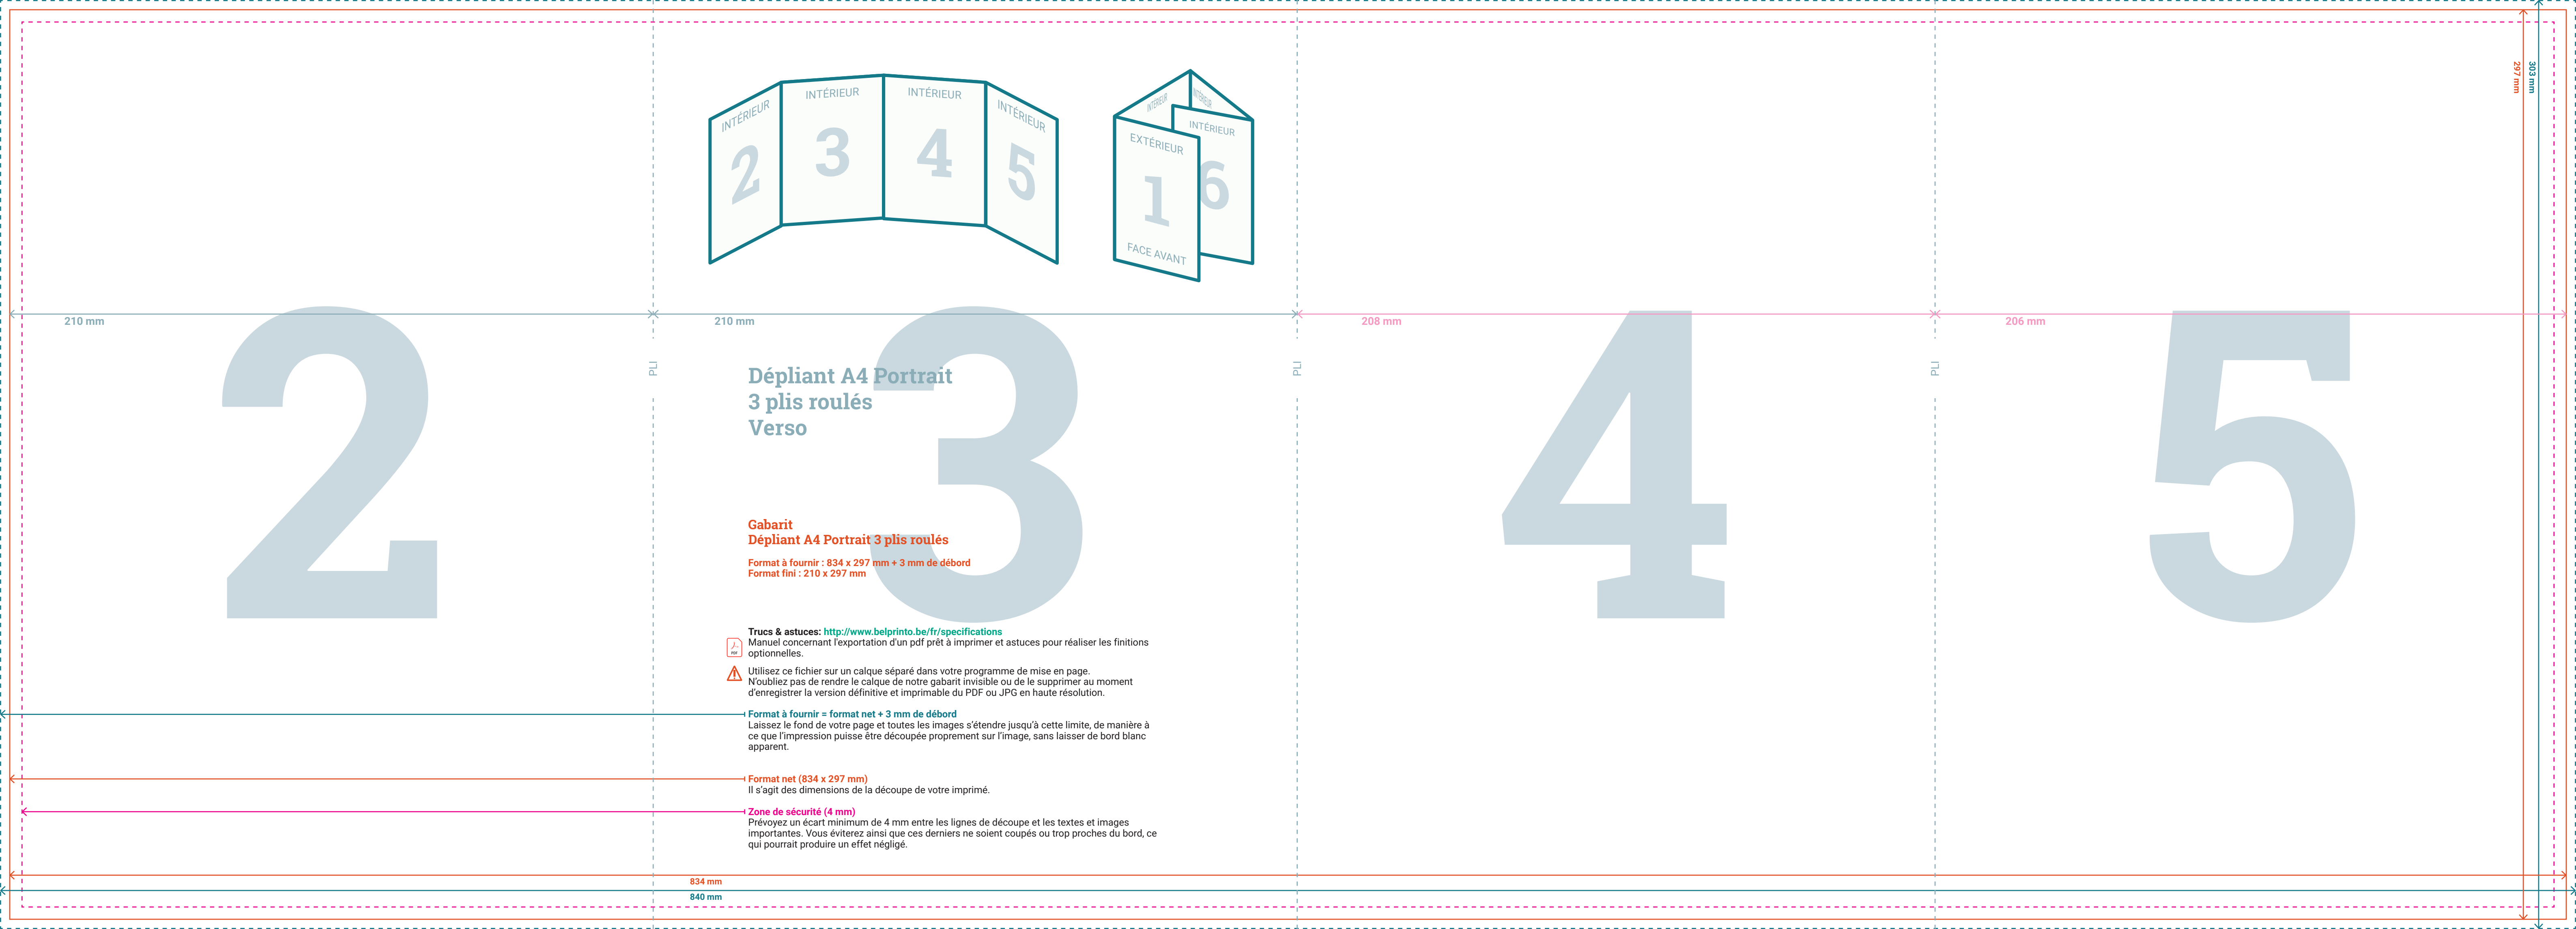 297 mm
303 mm
INTÉRIEUR
2
INTÉRIEUR
3
INTÉRIEUR
4
INTÉRIEUR
5
INTÉRIEUR
INTÉRIEUR
INTÉRIEUR
6
EXTÉRIEUR
1
FACE AVANT
210 mm
210 mm
208 mm
206 mm
PLI
PLI
PLI
2
3
4
5
Dépliant A4 Portrait
3 plis roulés
Verso
Gabarit
Dépliant A4 Portrait 3 plis roulés
Format à fournir : 834 x 297 mm + 3 mm de débord
Format fini : 210 x 297 mm
Trucs & astuces: http://www.belprinto.be/fr/specifications
Manuel concernant l'exportation d'un pdf prêt à imprimer et astuces pour réaliser les finitions
optionnelles.
PDF
Utilisez ce fichier sur un calque séparé dans votre programme de mise en page.
N'oubliez pas de rendre le calque de notre gabarit invisible ou de le supprimer au moment
d'enregistrer la version définitive et imprimable du PDF ou JPG en haute résolution.
Format à fournir = format net + 3 mm de débord
Laissez le fond de votre page et toutes les images s'étendre jusqu'à cette limite, de manière à
ce que l'impression puisse être découpée proprement sur l'image, sans laisser de bord blanc
apparent.
Format net (834 x 297 mm)
Il s'agit des dimensions de la découpe de votre imprimé.
Zone de sécurité (4 mm)
Prévoyez un écart minimum de 4 mm entre les lignes de découpe et les textes et images
importantes. Vous éviterez ainsi que ces derniers ne soient coupés ou trop proches du bord, ce
qui pourrait produire un effet négligé.
834 mm
840 mm